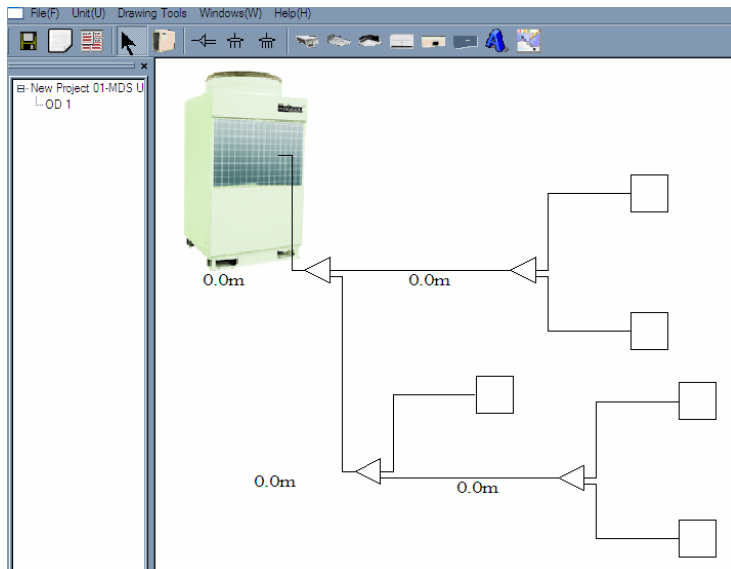 File(F) Unit(U) Drawing Tools Windows(W) Help(H)
New Project 01-MDS U
OD 1
0.0m
0.0m
0.0m
0.0m